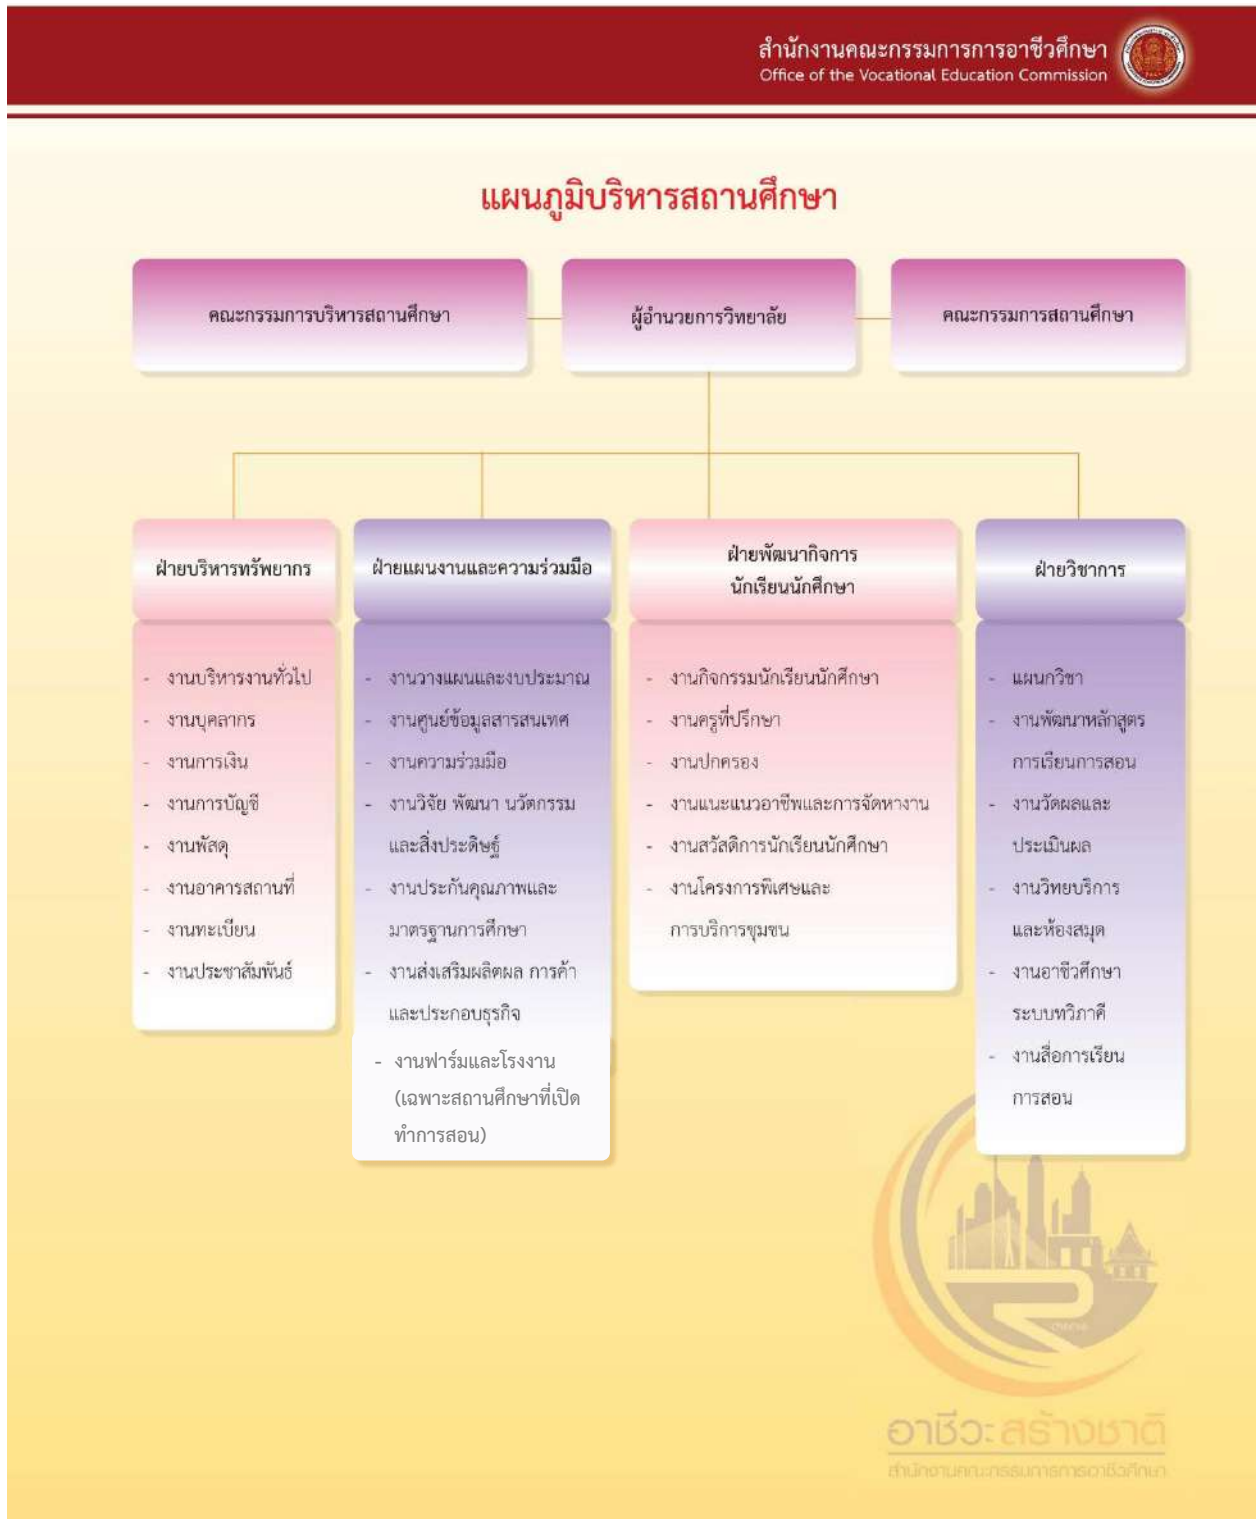 สำนักงานคณะกรรมการการอาชีวศึกษา
Office of the Vocational Education Commission
แผนภูมิบริหารสถานศึกษา
คณะกรรมการบริหารสถานศึกษา
ผู้อำนวยการวิทยาลัย
คณะกรรมการสถานศึกษา
ฝ่ายบริหารทรัพยากร
- งานบริหารงานทั่วไป
- งานบุคลากร
- งานการเงิน
- งานการบัญชี
- งานพัสดุ
- งานอาคารสถานที่
- งานทะเบียน
- งานประชาสัมพันธ์
ฝ่ายแผนงานและความร่วมมือ
- งานวางแผนและงบประมาณ
- งานศูนย์ข้อมูลสารสนเทศ
- งานความร่วมมือ
- งานวิจัย พัฒนา นวัตกรรม
และสิ่งประดิษฐ์
- งานประกันคุณภาพและ
มาตรฐานการศึกษา
- งานส่งเสริมผลิตผล การค้า
และประกอบธุรกิจ
- งานฟาร์มและโรงงาน
(เฉพาะสถานศึกษาที่เปิด
ทำการสอน)
ฝ่ายพัฒนากิจการ
นักเรียนนักศึกษา
- งานกิจกรรมนักเรียนนักศึกษา
- งานครูที่ปรึกษา
- งานปกครอง
- งานแนะแนวอาชีพและการจัดหางาน
- งานสวัสดิการนักเรียนนักศึกษา
- งานโครงการพิเศษและ
การบริการชุมชน
ฝ่ายวิชาการ
- แผนกวิชา
- งานพัฒนาหลักสูตร
การเรียนการสอน
- งานวัดผลและ
ประเมินผล
- งานวิทยบริการ
และห้องสมุด
- งานอาชีวศึกษา
ระบบทวิภาคี
- งานสื่อการเรียน
การสอน
อาชีวะสร้างชาติ
สำนักงานคณะกรรมการการอาชีวศึกษา